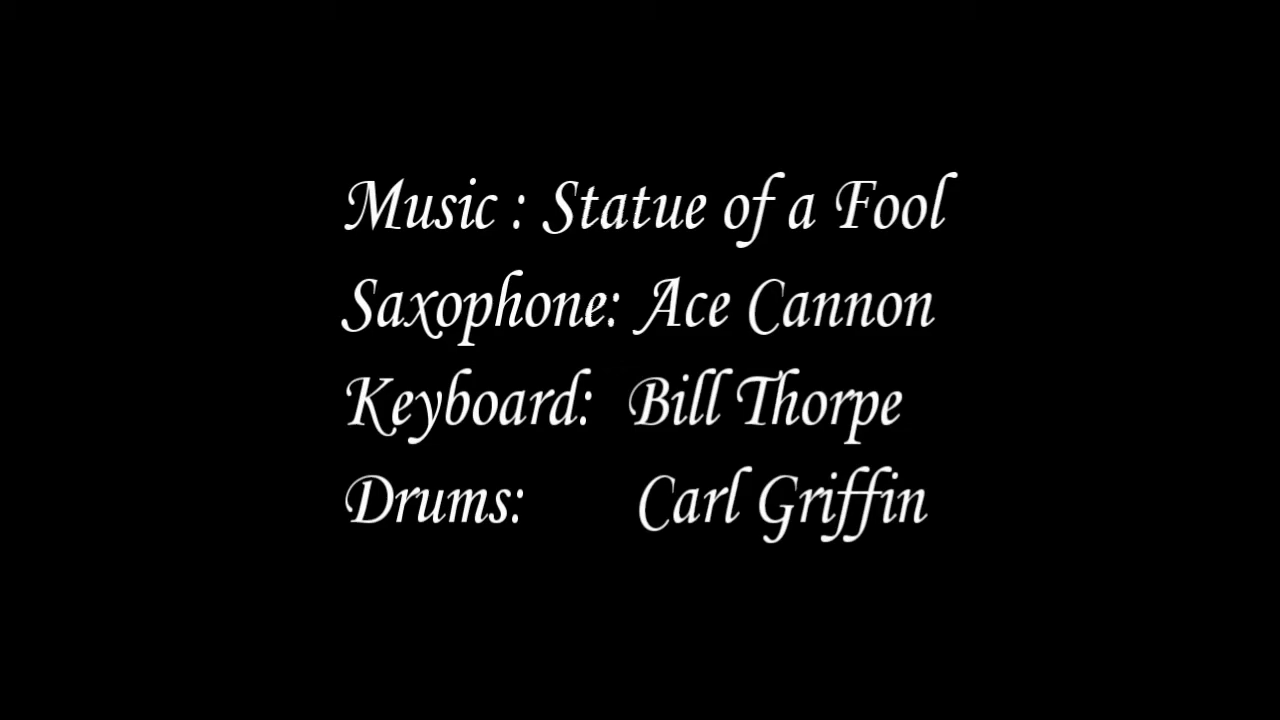 Music : Statue of a Fool
Saxophone: Ace Cannon
Keyboard: Bill Thorpe
Drums: Carl Griffin